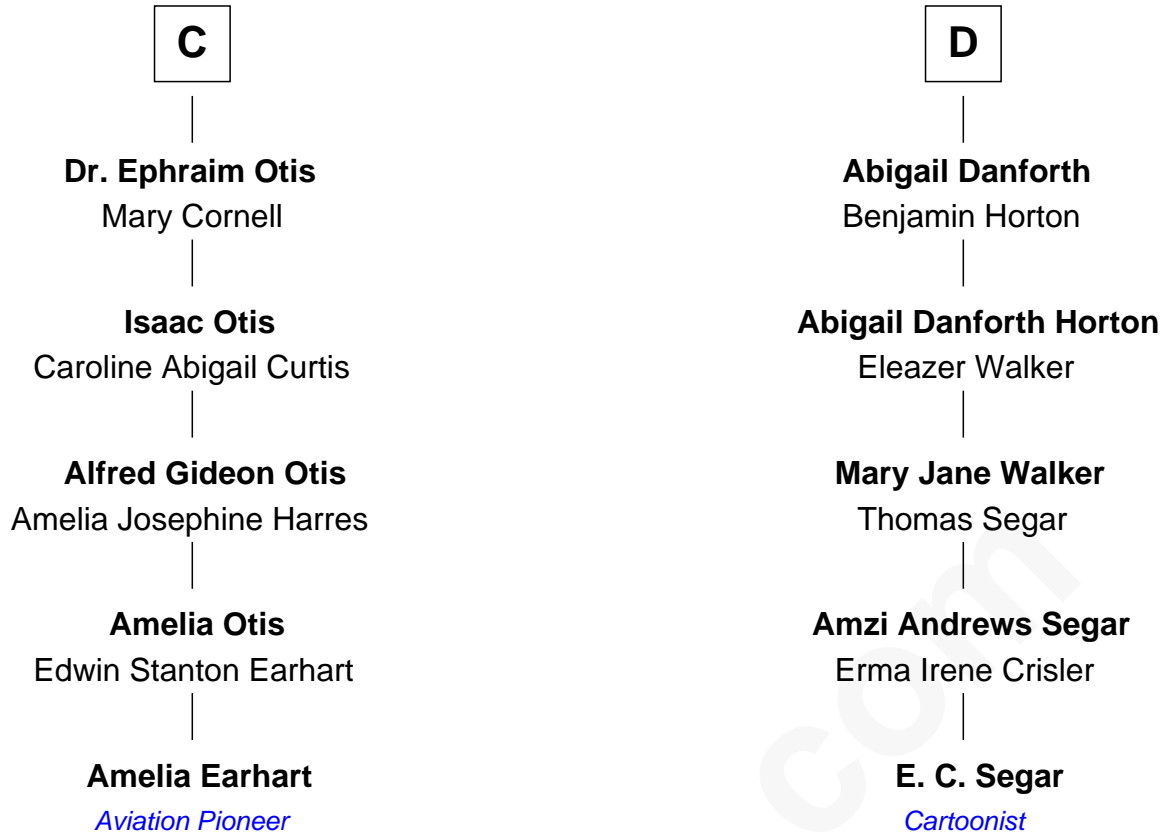 C
Dr. Ephraim Otis
Mary Cornell
Isaac Otis
Caroline Abigail Curtis
Alfred Gideon Otis
Amelia Josephine Harres
Amelia Otis
Edwin Stanton Earhart
Amelia Earhart
Aviation Pioneer
D
Abigail Danforth
Benjamin Horton
Abigail Danforth Horton
Eleazer Walker
Mary Jane Walker
Thomas Segar
Amzi Andrews Segar
Erma Irene Crisler
E. C. Segar
Cartoonist
com